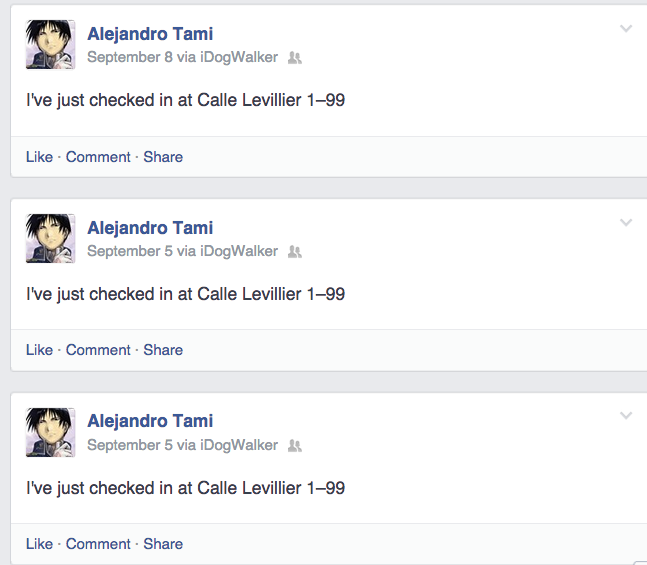 Alejandro Tami
September 8 via iDogWalker
I've just checked in at Calle Levillier 1–99
Like · Comment · Share
Alejandro Tami
September 5 via iDogWalker
I've just checked in at Calle Levillier 1–99
Like · Comment · Share
Alejandro Tami
September 5 via iDogWalker
I've just checked in at Calle Levillier 1–99
Like · Comment · Share